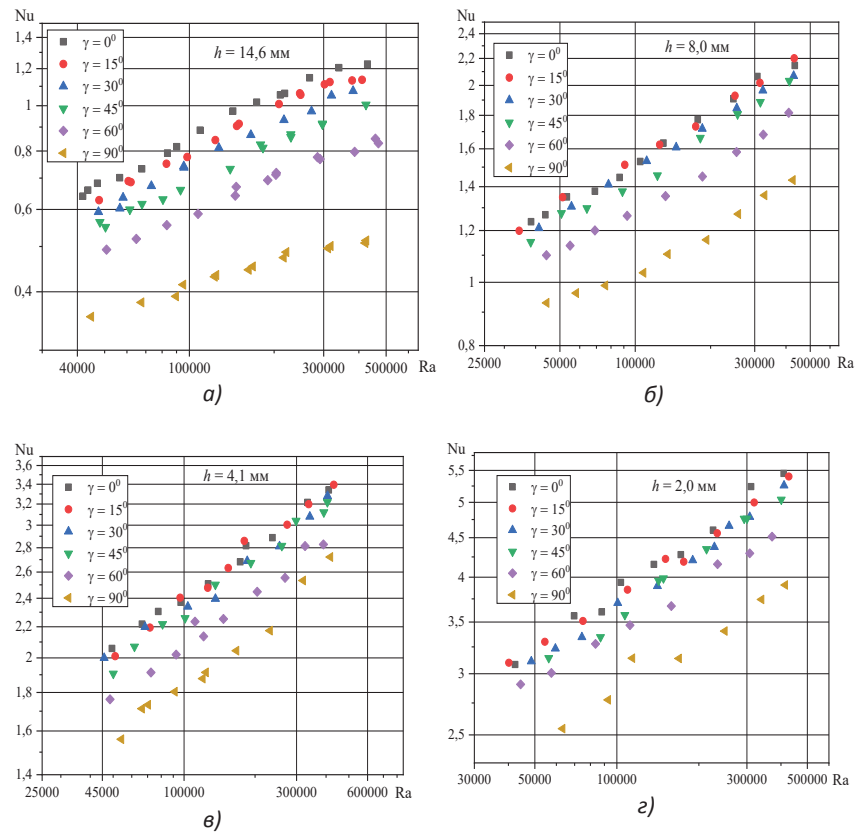 Nu
1,4
1,2
1
0,8
0,6
0,4
γ = 0⁰
γ = 15⁰
γ = 30⁰
γ = 45⁰
γ = 60⁰
γ = 90⁰
h = 14,6 мм
40000 100000 300000 500000 Ra
а)
Nu
2,2
2
1,8
1,6
1,4
1,2
1
0,8
γ = 0⁰
γ = 15⁰
γ = 30⁰
γ = 45⁰
γ = 60⁰
γ = 90⁰
h = 8,0 мм
25000 50000 100000 300000 500000 Ra
б)
Nu
3,6
3,4
3,2
3
2,8
2,6
2,4
2,2
2
1,8
1,6
1,4
γ = 0⁰
γ = 15⁰
γ = 30⁰
γ = 45⁰
γ = 60⁰
γ = 90⁰
h = 4,1 мм
25000 45000 100000 300000 600000 Ra
в)
Nu
5,5
5
4,5
4
3,5
3
2,5
γ = 0⁰
γ = 15⁰
γ = 30⁰
γ = 45⁰
γ = 60⁰
γ = 90⁰
h = 2,0 мм
30000 50000 100000 300000 500000 Ra
г)